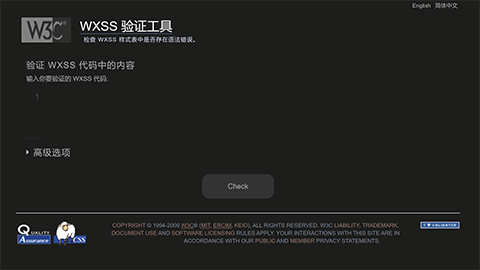 English 简体中文
W3C®
WXSS 验证工具
检查 WXSS 样式表中是否存在语法错误。
验证 WXSS 代码中的内容
输入你要验证的 WXSS 代码:
1
高级选项
Check
QUALITY
Assurance
CSS
COPYRIGHT © 1994-2009 W3C® (MIT, ERCIM, KEIO), ALL RIGHTS RESERVED. W3C LIABILITY, TRADEMARK,
DOCUMENT USE AND SOFTWARE LICENSING RULES APPLY. YOUR INTERACTIONS WITH THIS SITE ARE IN
ACCORDANCE WITH OUR PUBLIC AND MEMBER PRIVACY STATEMENTS.
I ♥ VALIDATOR